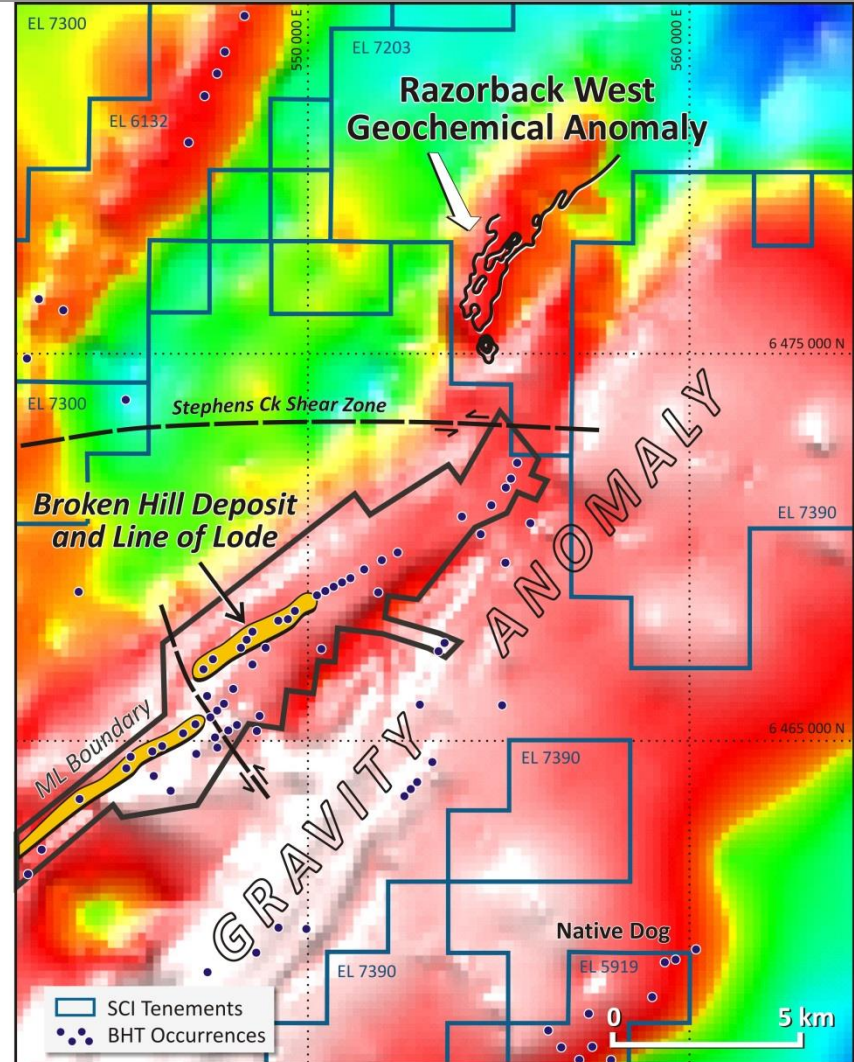 EL 7300
550 000 E
EL 7203
560 000 E
Razorback West
Geochemical Anomaly
EL 6132
6 475 000 N
EL 7300
Stephens Ck Shear Zone
Broken Hill Deposit
and Line of Lode
EL 7390
GRAVITY ANOMALY
ML Boundary
6 465 000 N
EL 7390
Native Dog
EL 7390
EL 5919
SCI Tenements
BHT Occurrences
0 5 km